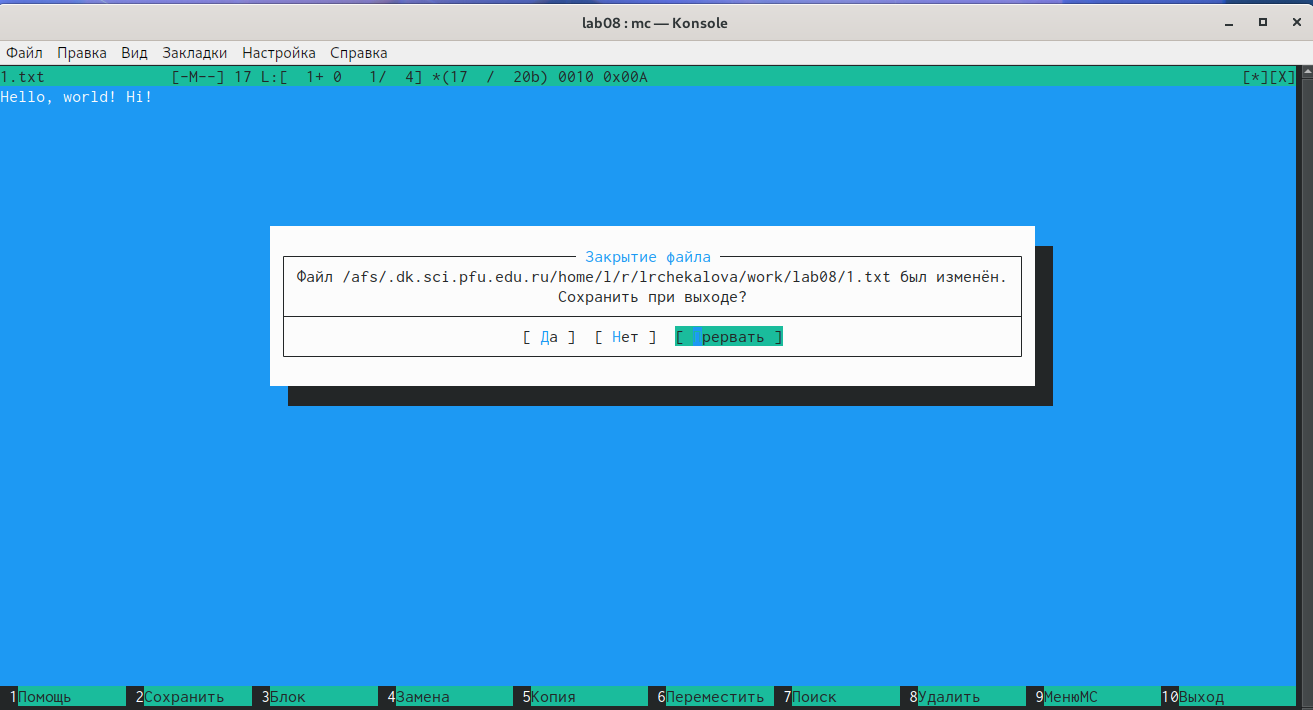 lab08 : mc — Konsole
Файл Правка Вид Закладки Настройка Справка
1.txt [-M--] 17 L:[ 1+ 0 1/ 4] *(17 / 20b) 0010 0x00A [*][X]
Hello, world! Hi!
Закрытие файла
Файл /afs/.dk.sci.pfu.edu.ru/home/l/r/lrchekalova/work/lab08/1.txt был изменён.
Сохранить при выходе?
[ Да ] [ Нет ] [ Прервать ]
1Помощь 2Сохранить 3Блок 4Замена 5Копия 6Переместить 7Поиск 8Удалить 9МенюMC 10Выход